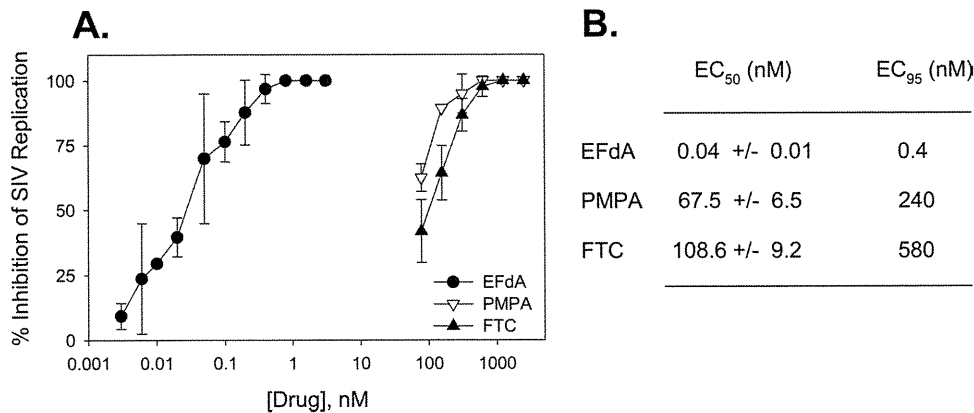 A.
% Inhibition of SIV Replication
100
75
50
25
0
0.001 0.01 0.1 1 10 100 1000
[Drug], nM
EFdA
PMPA
FTC
B.
EC50 (nM) EC95 (nM)
EFdA 0.04 +/- 0.01 0.4
PMPA 67.5 +/- 6.5 240
FTC 108.6 +/- 9.2 580